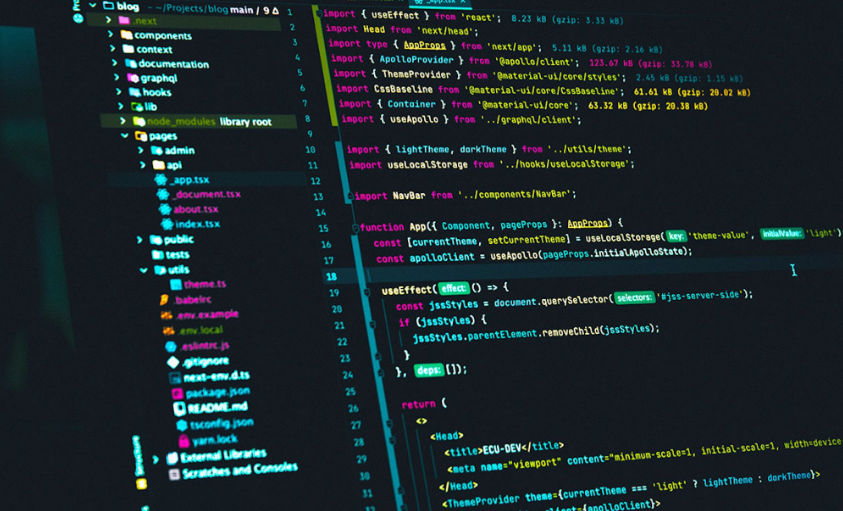 blog ~/Projects/blog main / 9 Δ
.next
components
context
documentation
graphql
hooks
lib
node_modules library root
pages
admin
api
_app.tsx
_document.tsx
about.tsx
index.tsx
public
tests
utils
theme.ts
.babelrc
.env.example
.env.local
.eslintrc.js
.gitignore
next-env.d.ts
package.json
README.md
tsconfig.json
yarn.lock
External Libraries
Scratches and Consoles
Structure
_app.tsx ×
1 import { useEffect } from 'react'; 8.23 kB (gzip: 3.33 kB)
2 import Head from 'next/head';
3 import type { AppProps } from 'next/app'; 5.11 kB (gzip: 2.16 kB)
4 import { ApolloProvider } from '@apollo/client'; 123.67 kB (gzip: 33.78 kB)
5 import { ThemeProvider } from '@material-ui/core/styles'; 2.45 kB (gzip: 1.15 kB)
6 import CssBaseline from '@material-ui/core/CssBaseline'; 61.61 kB (gzip: 20.02 kB)
7 import { Container } from '@material-ui/core'; 63.32 kB (gzip: 20.38 kB)
8 import { useApollo } from '../graphql/client';
9
10 import { lightTheme, darkTheme } from '../utils/theme';
11 import useLocalStorage from '../hooks/useLocalStorage';
12
13 import NavBar from '../components/NavBar';
14
15 function App({ Component, pageProps }: AppProps) {
16 const [currentTheme, setCurrentTheme] = useLocalStorage( key: 'theme-value', initialValue: 'light')
17 const apolloClient = useApollo(pageProps.initialApolloState);
18
19 useEffect( effect: () => {
20 const jssStyles = document.querySelector( selectors: '#jss-server-side');
21 if (jssStyles) {
22 jssStyles.parentElement.removeChild(jssStyles);
23 }
24 }, deps: []);
25
26 return (
27 <>
28 <Head>
29 <title>ECU-DEV</title>
30 <meta name="viewport" content="minimum-scale=1, initial-scale=1, width=device
31 </Head>
<ThemeProvider theme={currentTheme === 'light' ? lightTheme : darkTheme}>
client={apolloClient}>